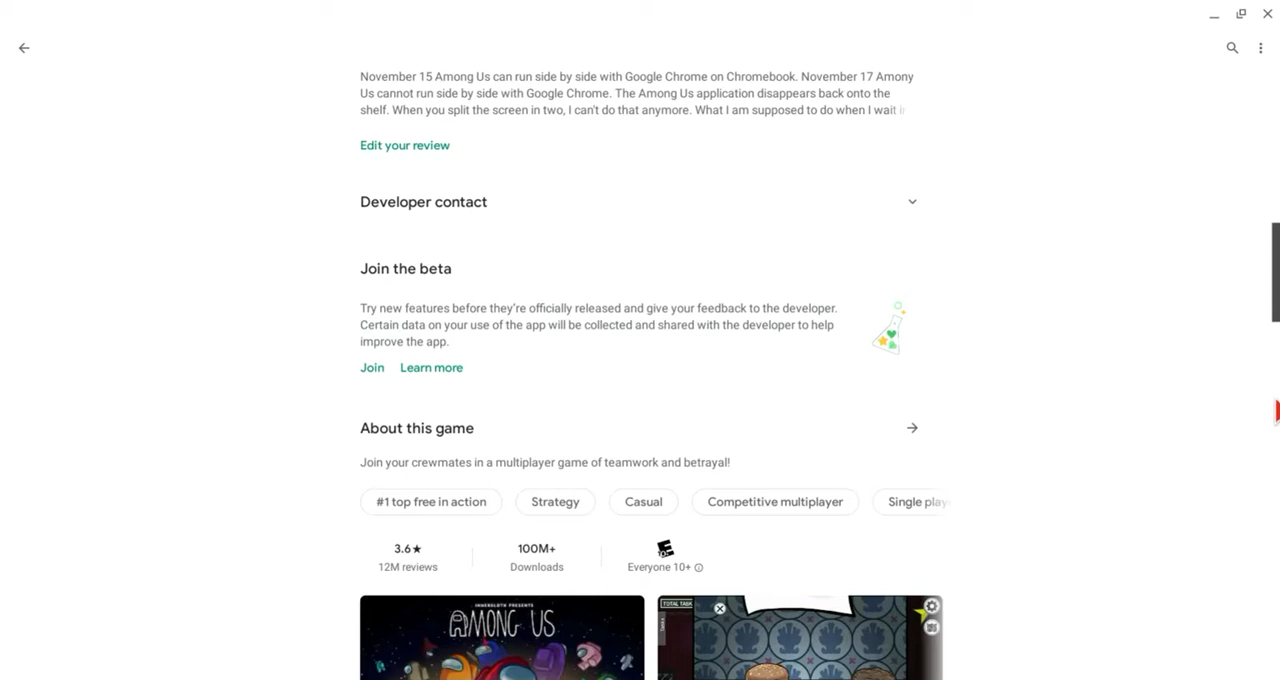 November 15 Among Us can run side by side with Google Chrome on Chromebook. November 17 Amony
Us cannot run side by side with Google Chrome. The Among Us application disappears back onto the
shelf. When you split the screen in two, I can't do that anymore. What I am supposed to do when I wait
Edit your review
Developer contact
Join the beta
Try new features before they're officially released and give your feedback to the developer.
Certain data on your use of the app will be collected and shared with the developer to help
improve the app.
Join Learn more
About this game
Join your crewmates in a multiplayer game of teamwork and betrayal!
#1 top free in action Strategy Casual Competitive multiplayer Single play
3.6★ 100M+ E
12M reviews Downloads Everyone 10+
INNERSLOTH PRESENTS
AMONG US
TOTAL TASK
Tasks